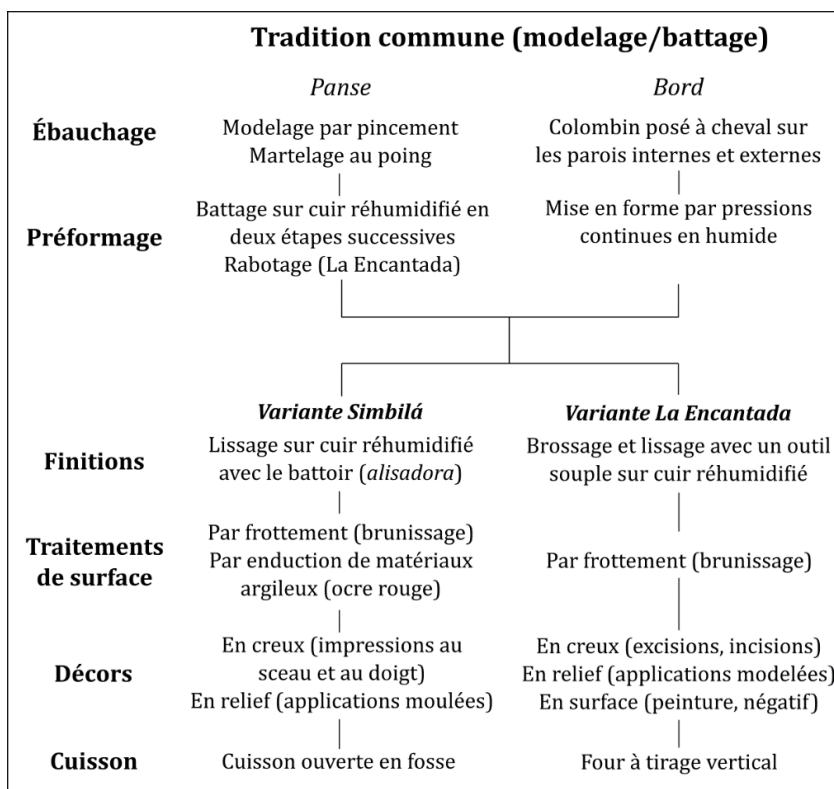 Tradition commune (modelage/battage)
Panse
Bord
Ébauchage
Modelage par pincement
Martelage au poing
Colombin posé à cheval sur
les parois internes et externes
Préformage
Battage sur cuir réhumidifié en
deux étapes successives
Rabotage (La Encantada)
Mise en forme par pressions
continues en humide
Variante Simbilá
Variante La Encantada
Finitions
Lissage sur cuir réhumidifié
avec le battoir (alisadora)
Brossage et lissage avec un outil
souple sur cuir réhumidifié
Traitements
de surface
Par frottement (brunissage)
Par enduction de matériaux
argileux (ocre rouge)
Par frottement (brunissage)
Décors
En creux (impressions au
sceau et au doigt)
En relief (applications moulées)
En creux (excisions, incisions)
En relief (applications modelées)
En surface (peinture, négatif)
Cuisson
Cuisson ouverte en fosse
Four à tirage vertical